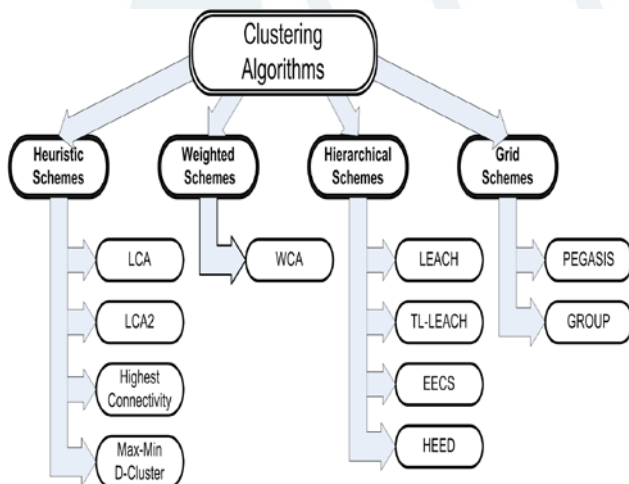 Clustering
Algorithms
Heuristic
Schemes
Weighted
Schemes
Hierarchical
Schemes
Grid
Schemes
LCA
WCA
LEACH
PEGASIS
LCA2
TL-LEACH
GROUP
Highest
Connectivity
EECS
Max-Min
D-Cluster
HEED